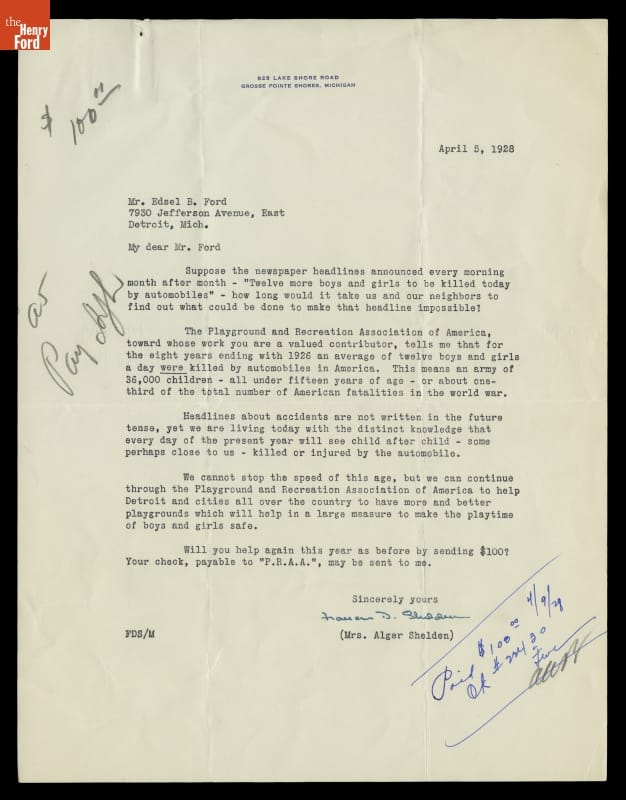 the
Henry
Ford
$ 100 00
625 LAKE SHORE ROAD
GROSSE POINTE SHORES, MICHIGAN
April 5, 1928
Mr. Edsel B. Ford
7930 Jefferson Avenue, East
Detroit, Mich.
My dear Mr. Ford
Suppose the newspaper headlines announced every morning
month after month - "Twelve more boys and girls to be killed today
by automobiles" - how long would it take us and our neighbors to
find out what could be done to make that headline impossible?
The Playground and Recreation Association of America,
toward whose work you are a valued contributor, tells me that for
the eight years ending with 1926 an average of twelve boys and girls
a day were killed by automobiles in America. This means an army of
36,000 children - all under fifteen years of age - or about one-
third of the total number of American fatalities in the world war.
Headlines about accidents are not written in the future
tense, yet we are living today with the distinct knowledge that
every day of the present year will see child after child - some
perhaps close to us - killed or injured by the automobile.
We cannot stop the speed of this age, but we can continue
through the Playground and Recreation Association of America to help
Detroit and cities all over the country to have more and better
playgrounds which will help in a large measure to make the playtime
of boys and girls safe.
Will you help again this year as before by sending $100?
Your check, payable to "P.R.A.A.", may be sent to me.
Sincerely yours
Frances D. Shelden
FDS/M
(Mrs. Alger Shelden)
Pay
Paid $100 00 4/9/28
Ck #